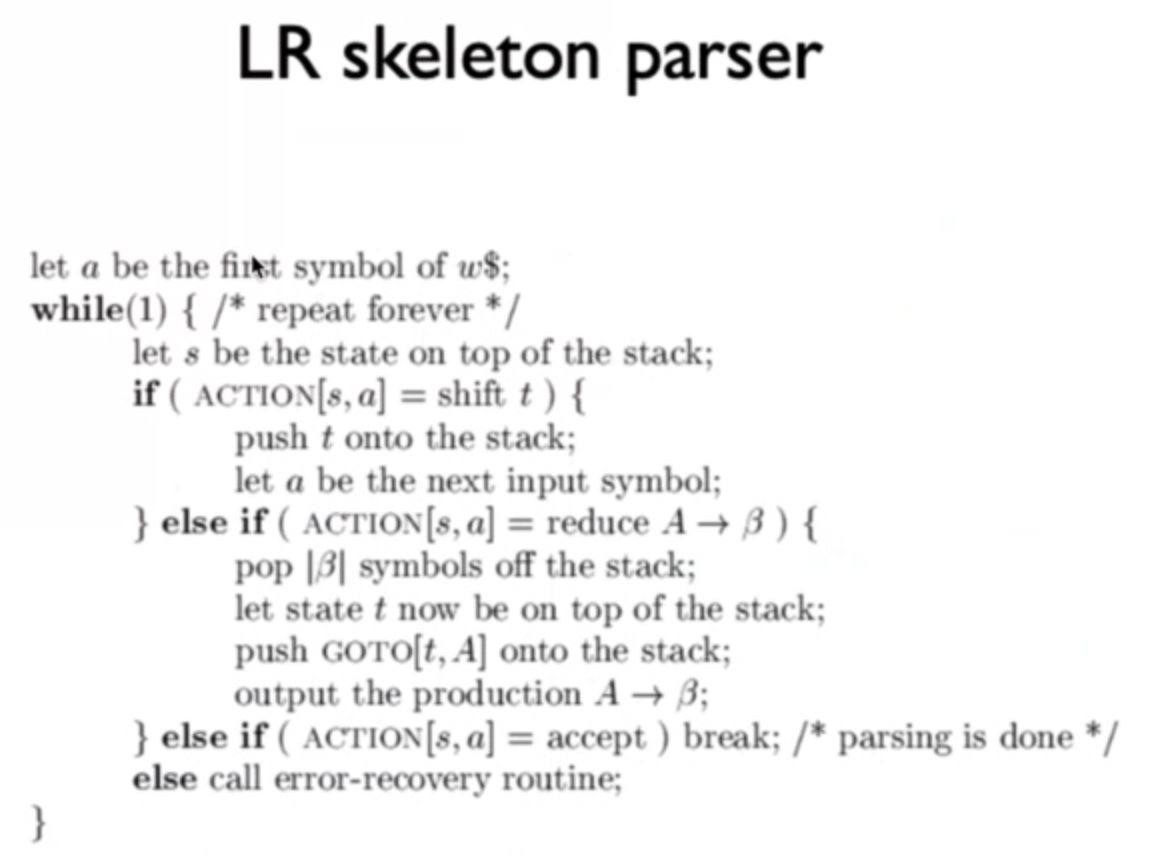 LR skeleton parser
let a be the first symbol of w$;
while(1) { /* repeat forever */
let s be the state on top of the stack;
if ( ACTION[s, a] = shift t ) {
push t onto the stack;
let a be the next input symbol;
} else if ( ACTION[s, a] = reduce A → β ) {
pop |β| symbols off the stack;
let state t now be on top of the stack;
push GOTO[t, A] onto the stack;
output the production A → β;
} else if ( ACTION[s, a] = accept ) break; /* parsing is done */
else call error-recovery routine;
}